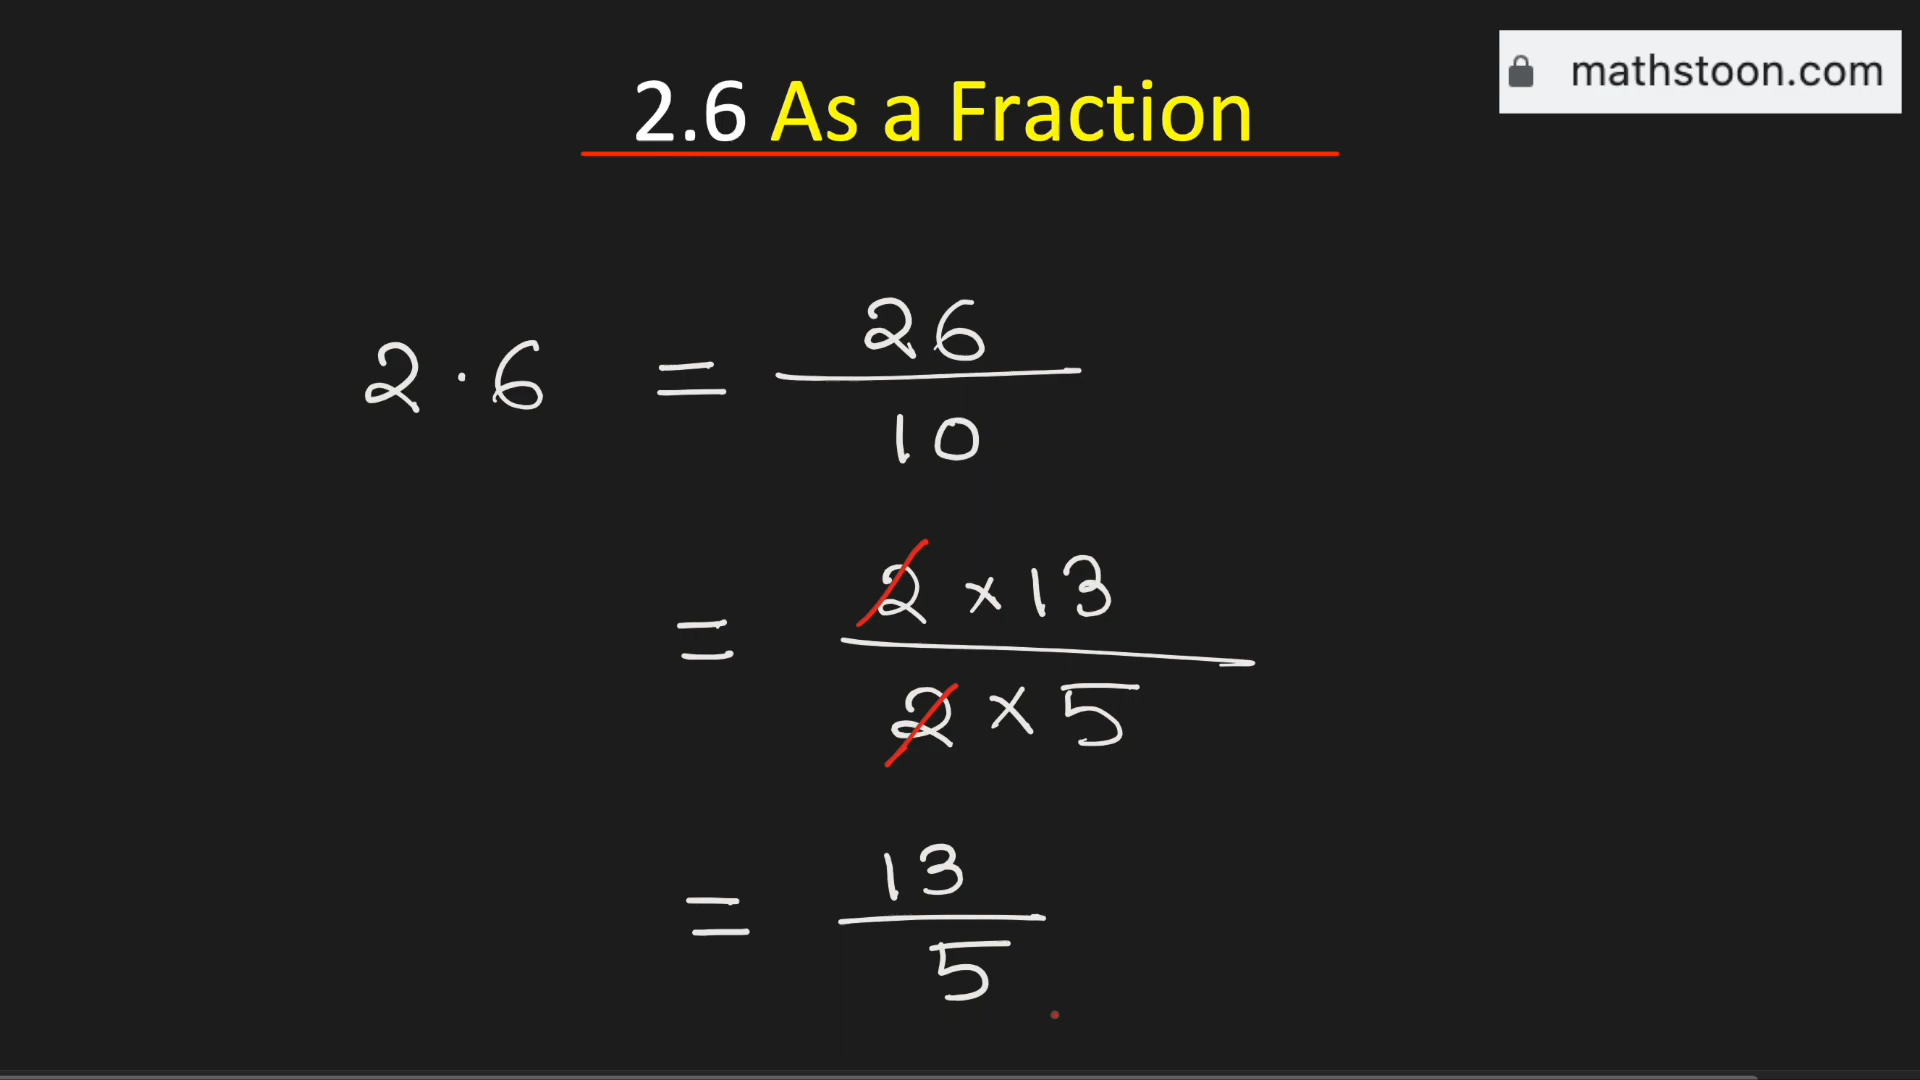 mathstoon.com
2.6 As a Fraction
2.6 = 26/10
= 2 × 13 / 2 × 5
= 13/5